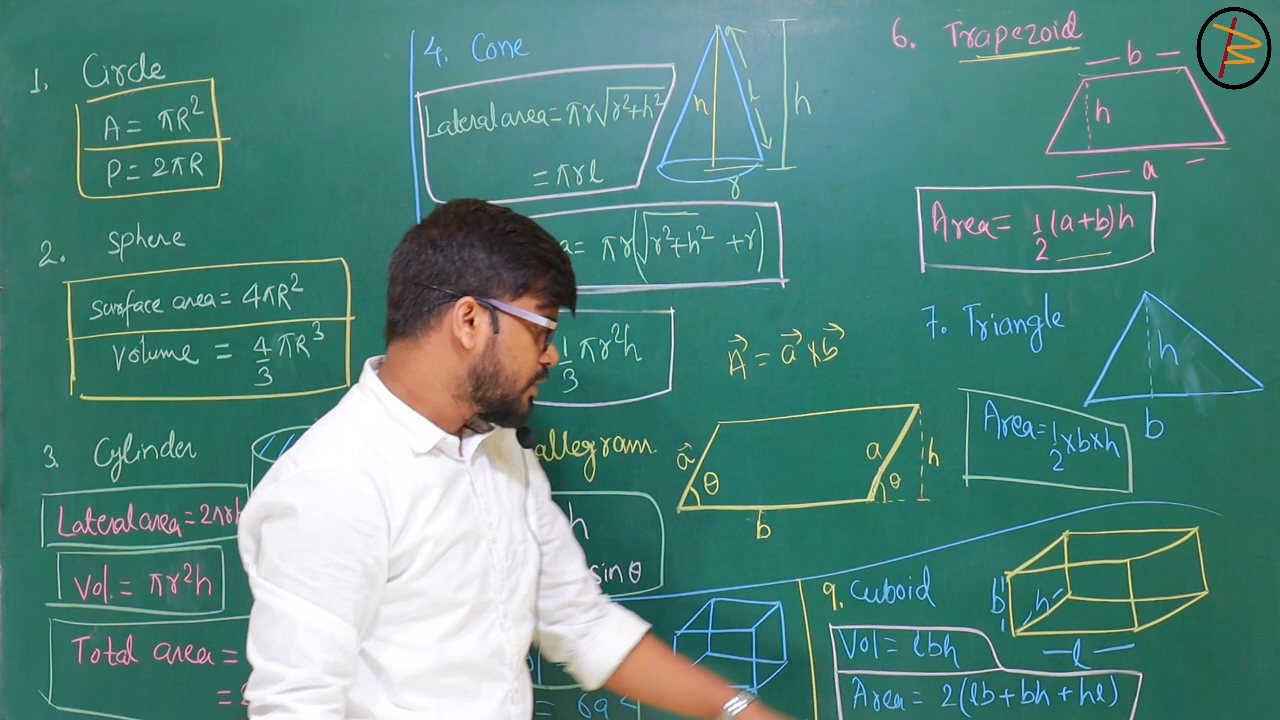 1. Circle
A = πR²
P = 2πR
2. Sphere
Surface area = 4πR²
Volume = 4/3 πR³
3. Cylinder
Lateral area = 2πrh
Vol. = πr²h
Total area =
=
4. Cone
Lateral area = πr√(r²+h²)
= πrl
h
l
h
r
a = πr(√(r²+h²) + r)
1/3 πr²h
A⃗ = a⃗ × b⃗
allegram.
a⃗
θ
a
θ
h
b
h
sinθ
= 6a²
6. Trapezoid
b
h
a
Area = 1/2 (a+b)h
7. Triangle
h
b
Area = 1/2 × b × h
9. Cuboid
b
h
l
Vol = lbh
Area = 2(lb + bh + hl)